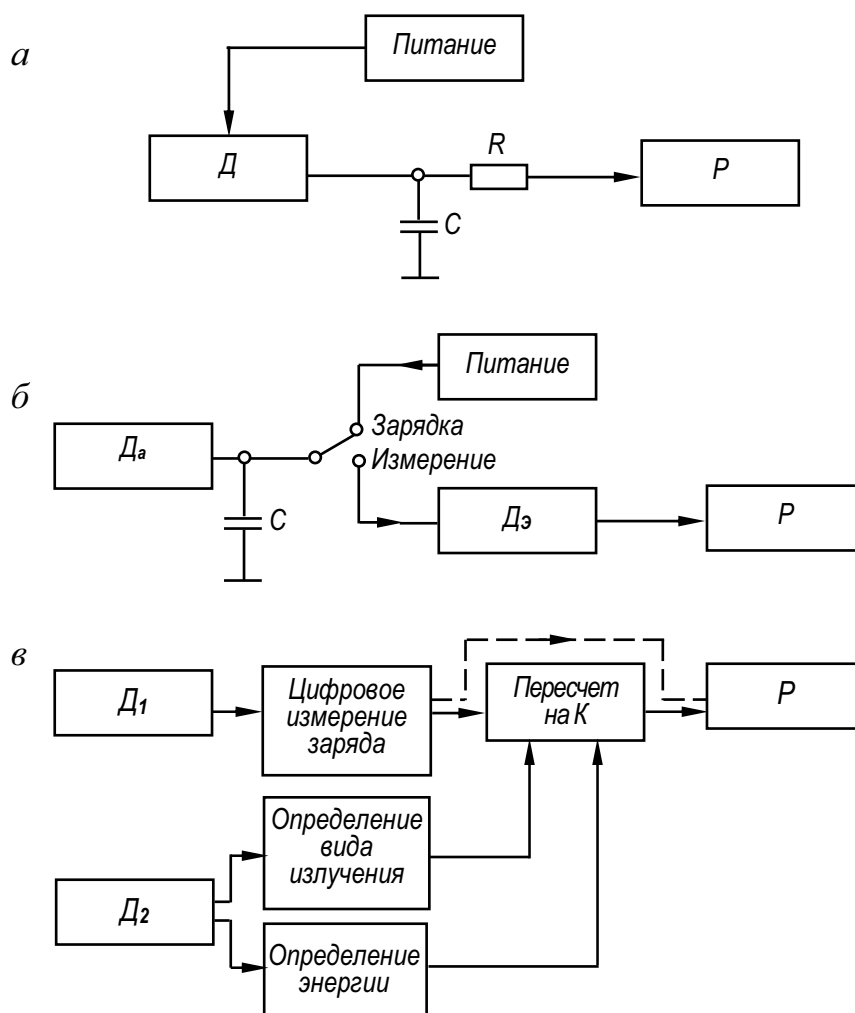 а
Питание
Д
R
Р
C
б
Питание
Да
Зарядка
Измерение
C
Дэ
Р
в
Д1
Цифровое
измерение
заряда
Пересчет
на К
Р
Определение
вида
излучения
Д2
Определение
энергии